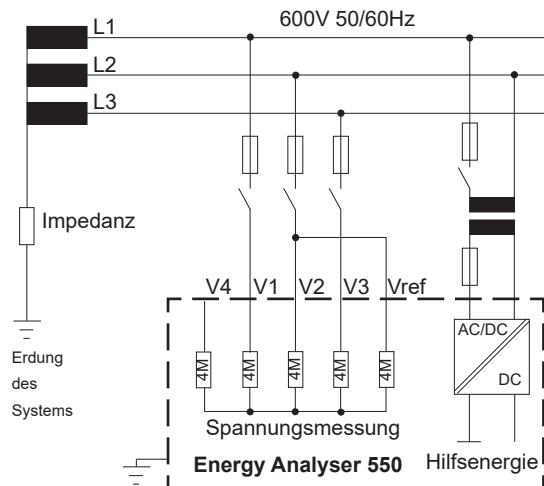 600V 50/60Hz
L1
L2
L3
Impedanz
Erdung
des
Systems
V4 V1 V2 V3 Vref
4M 4M 4M 4M 4M
AC/DC
DC
Spannungsmessung
Energy Analyser 550 Hilfsenergie